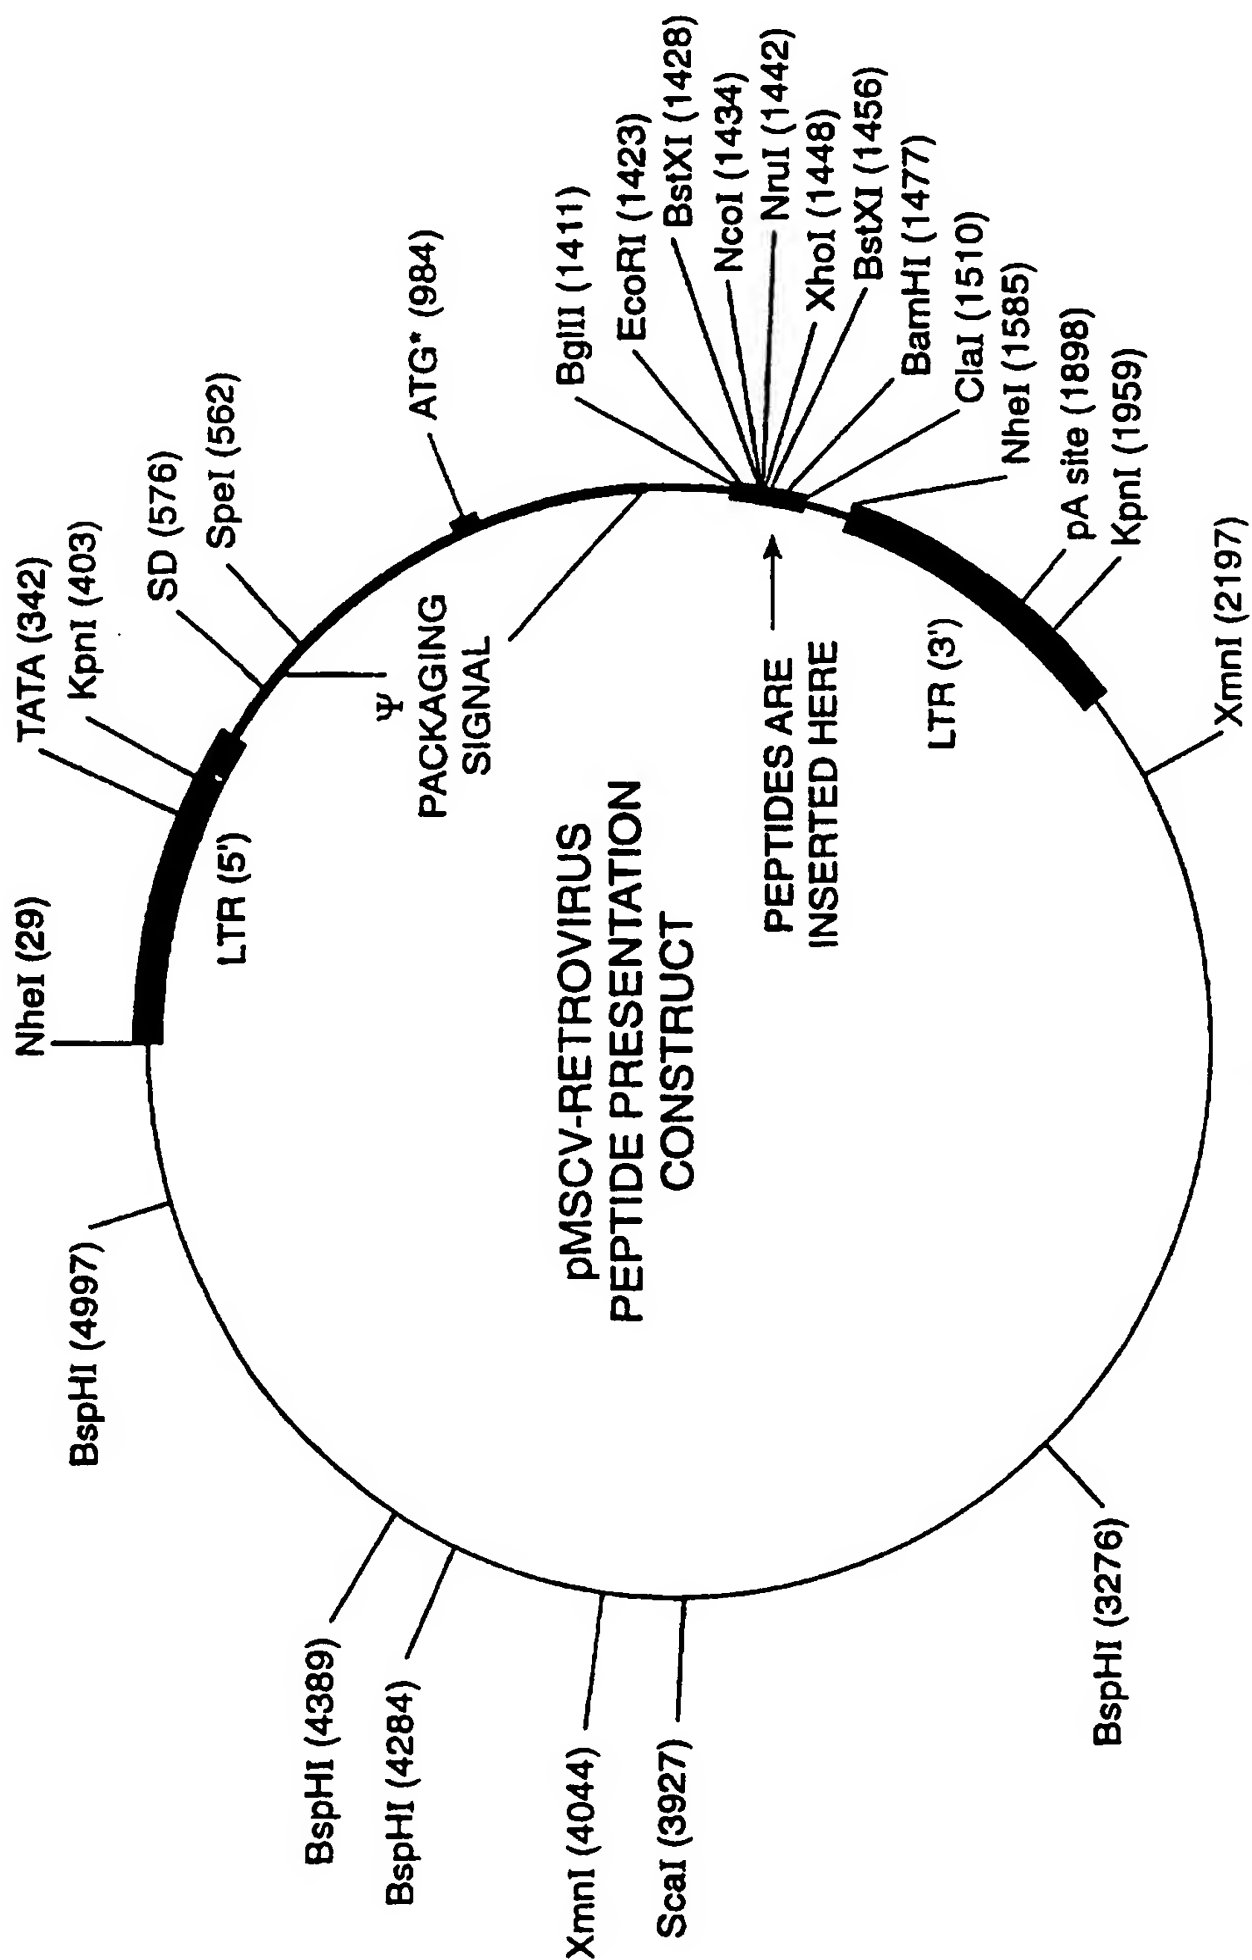 NheI (29)
TATA (342)
KpnI (403)
SD (576)
SpeI (562)
ATG* (984)
BglII (1411)
EcoRI (1423)
BstXI (1428)
NcoI (1434)
NruI (1442)
XhoI (1448)
BstXI (1456)
BamHI (1477)
ClaI (1510)
NheI (1585)
pA site (1898)
KpnI (1959)
XmnI (2197)
BspHI (3276)
ScaI (3927)
XmnI (4044)
BspHI (4284)
BspHI (4389)
BspHI (4997)
LTR (5')
Ψ
PACKAGING
SIGNAL
PEPTIDES ARE
INSERTED HERE
LTR (3')
pMSCV-RETROVIRUS
PEPTIDE PRESENTATION
CONSTRUCT